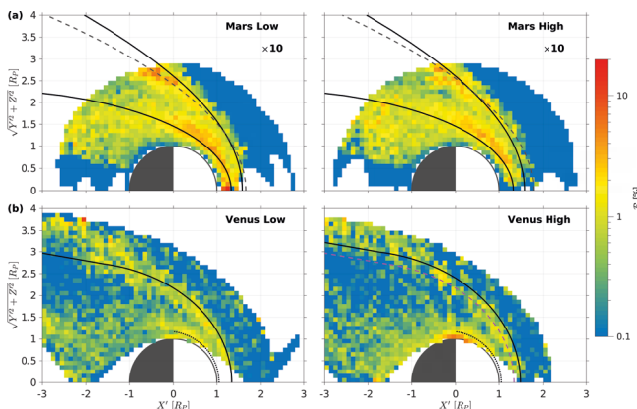 (a)
Mars Low
×10
Mars High
×10
4
3.5
3
2.5
2
1.5
1
0.5
0
√Y'² + Z'² [R_P]
10
1
0.1
(b)
Venus Low
Venus High
4
3.5
3
2.5
2
1.5
1
0.5
0
√Y'² + Z'² [R_P]
-3 -2 -1 0 1 2 3
X' [R_P]
-3 -2 -1 0 1 2 3
X' [R_P]